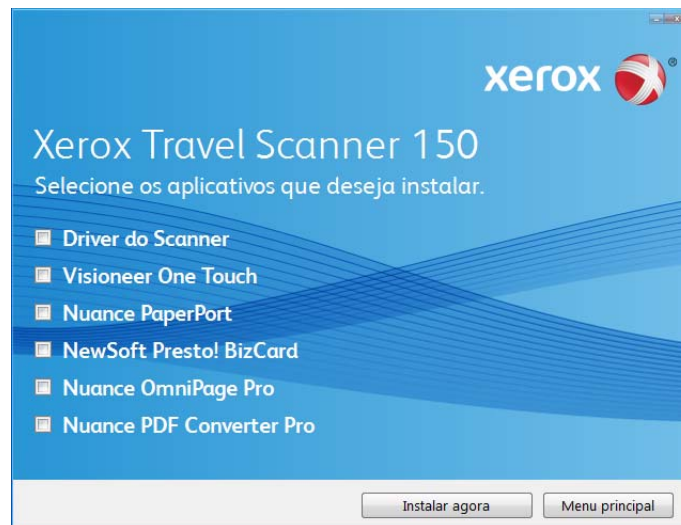 xerox ®
Xerox Travel Scanner 150
Selecione os aplicativos que deseja instalar.
Driver do Scanner
Visioneer One Touch
Nuance PaperPort
NewSoft Presto! BizCard
Nuance OmniPage Pro
Nuance PDF Converter Pro
Instalar agora Menu principal